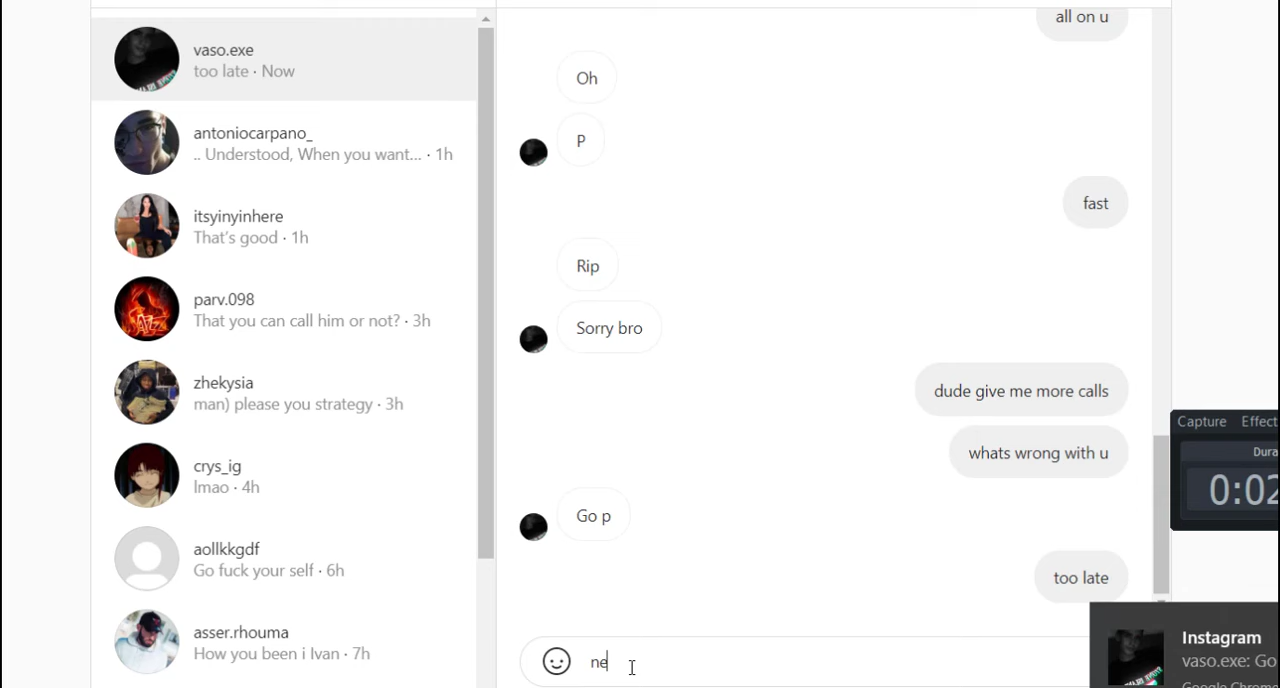 vaso.exe
too late · Now
antoniocarpano_
.. Understood, When you want... · 1h
itsyinyinhere
That's good · 1h
parv.098
That you can call him or not? · 3h
zhekysia
man) please you strategy · 3h
crys_ig
lmao · 4h
aollkkgdf
Go fuck your self · 6h
asser.rhouma
How you been i Ivan · 7h
all on u
Oh
P
fast
Rip
Sorry bro
dude give me more calls
whats wrong with u
Go p
too late
ne
Capture Effect
Dura
0:02
Instagram
vaso.exe: Go
Google Chrome